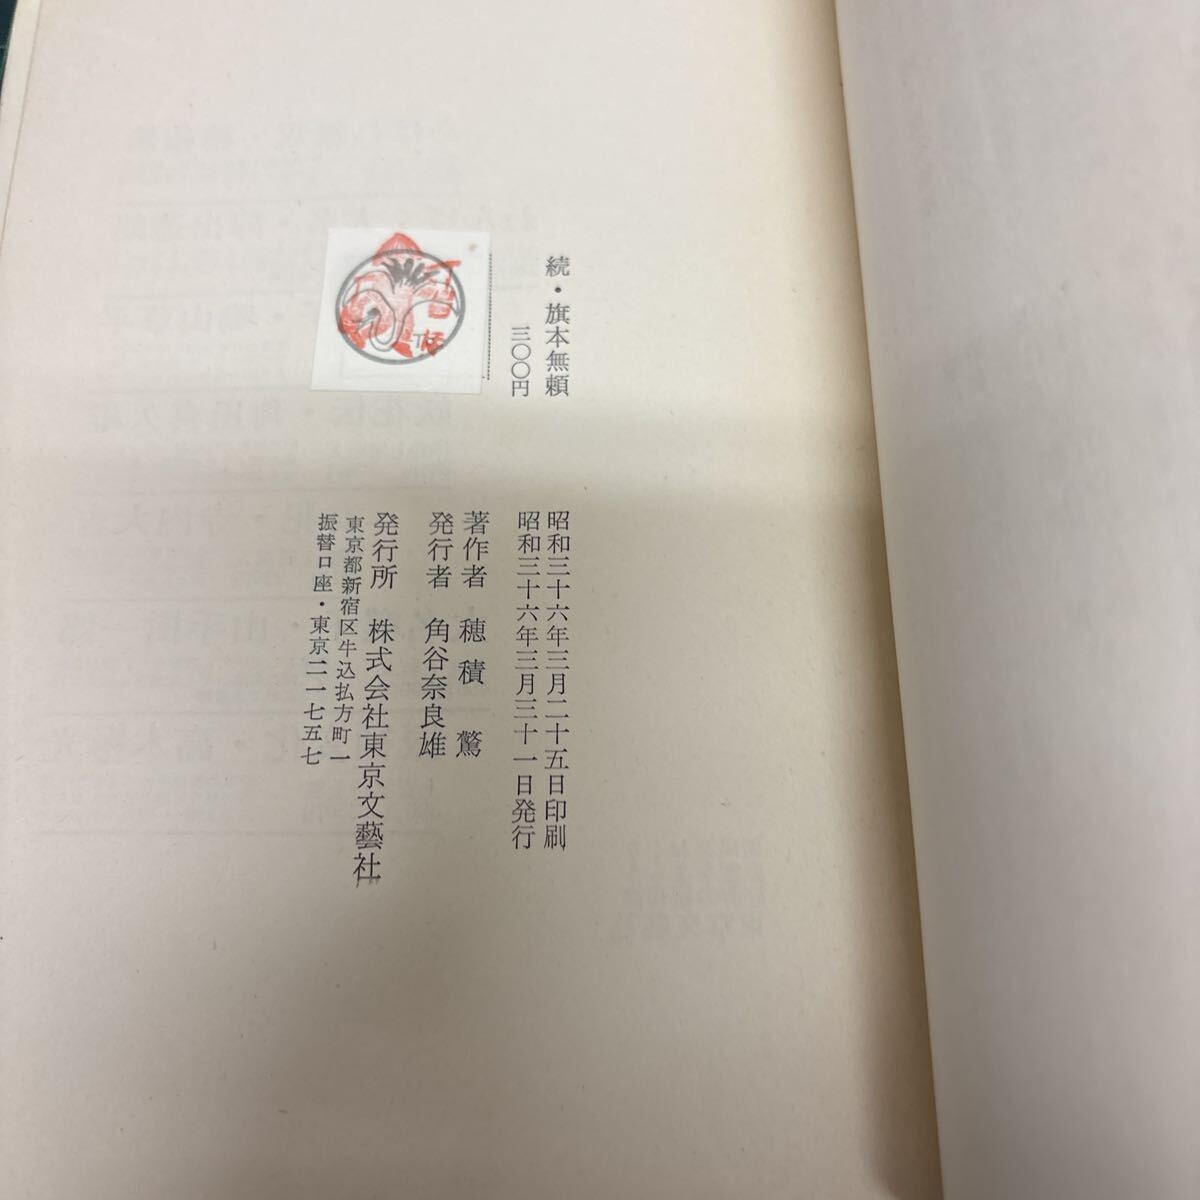 続・旗本無頼
三〇〇円
昭和三十六年三月二十五日印刷
昭和三十六年三月三十一日発行
著作者 穂積 驚
発行者 角谷奈良雄
発行所 株式会社東京文藝社
東京都新宿区牛込払方町一
振替口座・東京二一七五七